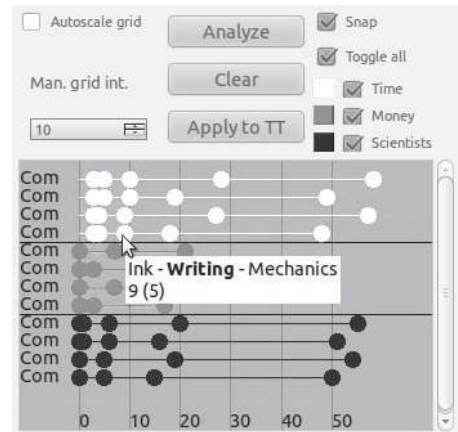 Autoscale grid
Analyze
Snap
Toggle all
Man. grid int.
Clear
Time
10
Apply to TT
Money
Scientists
Com
Com
Com
Com
Com
Com
Ink - Writing - Mechanics
Com
9 (5)
Com
Com
Com
Com
Com
0 10 20 30 40 50